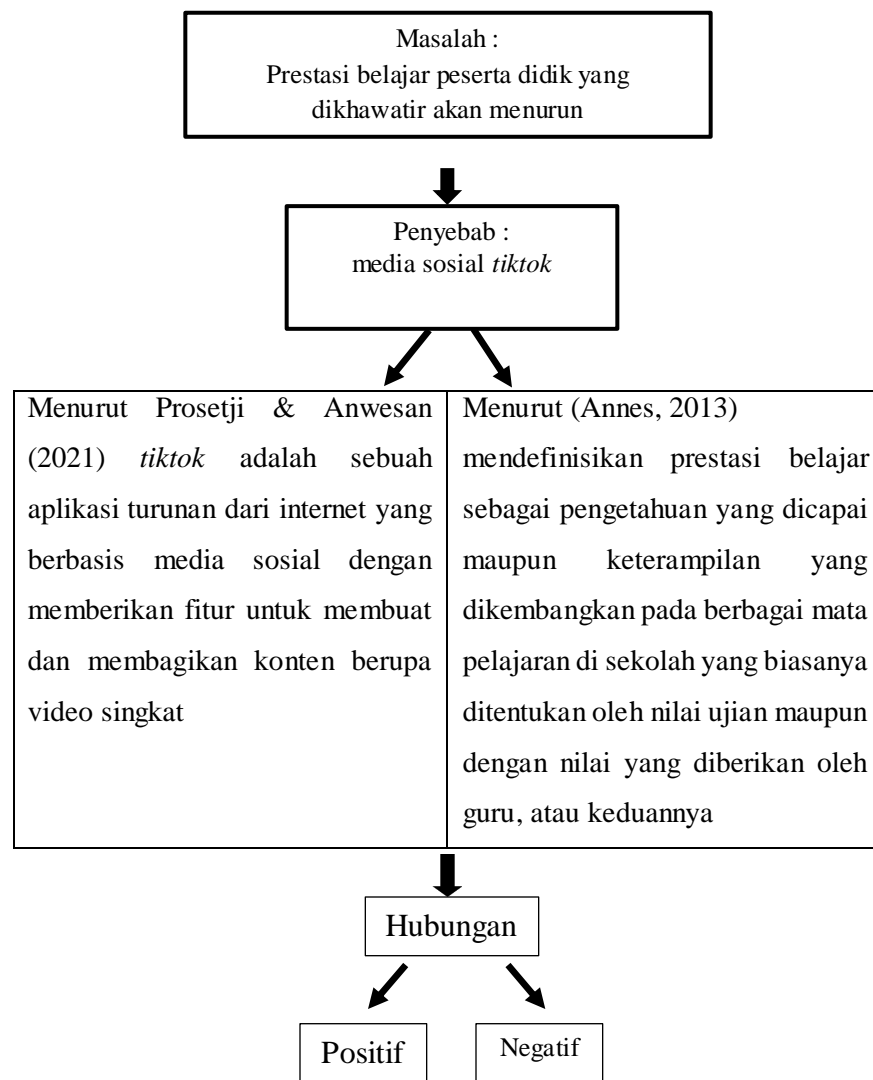 Masalah :
Prestasi belajar peserta didik yang
dikhawatir akan menurun
Penyebab :
media sosial tiktok
Menurut Prosetji & Anwesan
(2021) tiktok adalah sebuah
aplikasi turunan dari internet yang
berbasis media sosial dengan
memberikan fitur untuk membuat
dan membagikan konten berupa
video singkat
Menurut (Annes, 2013)
mendefinisikan prestasi belajar
sebagai pengetahuan yang dicapai
maupun keterampilan yang
dikembangkan pada berbagai mata
pelajaran di sekolah yang biasanya
ditentukan oleh nilai ujian maupun
dengan nilai yang diberikan oleh
guru, atau keduannya
Hubungan
Positif
Negatif